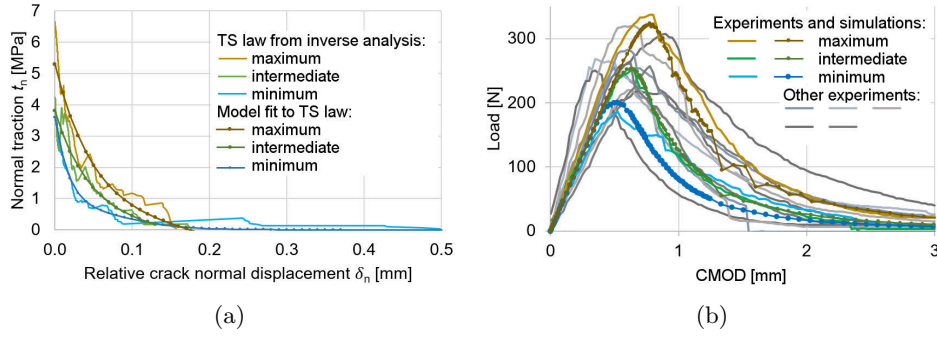 7
6
5
4
3
2
1
0
Normal traction tn [MPa]
TS law from inverse analysis:
maximum
intermediate
minimum
Model fit to TS law:
maximum
intermediate
minimum
0.0 0.1 0.2 0.3 0.4 0.5
Relative crack normal displacement δn [mm]
(a)
300
200
100
0
Load [N]
Experiments and simulations:
maximum
intermediate
minimum
Other experiments:
0 1 2 3
CMOD [mm]
(b)